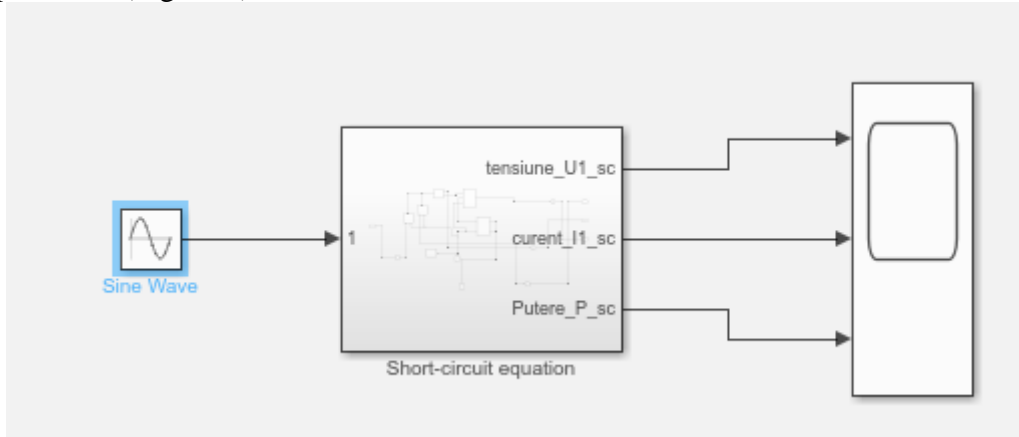 tensiune_U1_sc
1
curent_I1_sc
Sine Wave
Putere_P_sc
Short-circuit equation